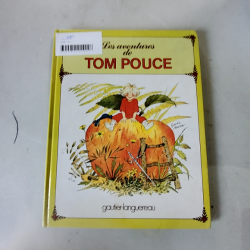 Les aventures
de
TOM POUCE
gautier-languereau